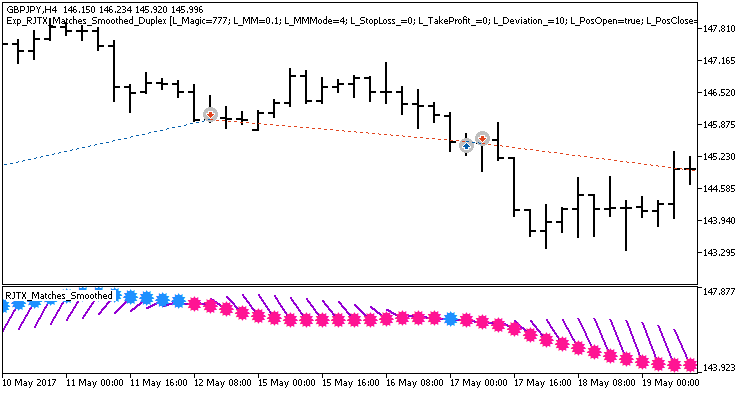 GBPJPY,H4 146.150 146.234 145.920 145.996
Exp_RJTX_Matches_Smoothed_Duplex [L_Magic=777; L_MM=0.1; L_MMMode=4; L_StopLoss_=0; L_TakeProfit_=0; L_Deviation_=10; L_PosOpen=true; L_PosClose=
147.810
147.165
146.520
145.875
145.230
144.585
143.940
143.295
RJTX_Matches_Smoothed
147.877
143.923
10 May 2017 11 May 00:00 11 May 16:00 12 May 08:00 15 May 00:00 15 May 16:00 16 May 08:00 17 May 00:00 17 May 16:00 18 May 08:00 19 May 00:00